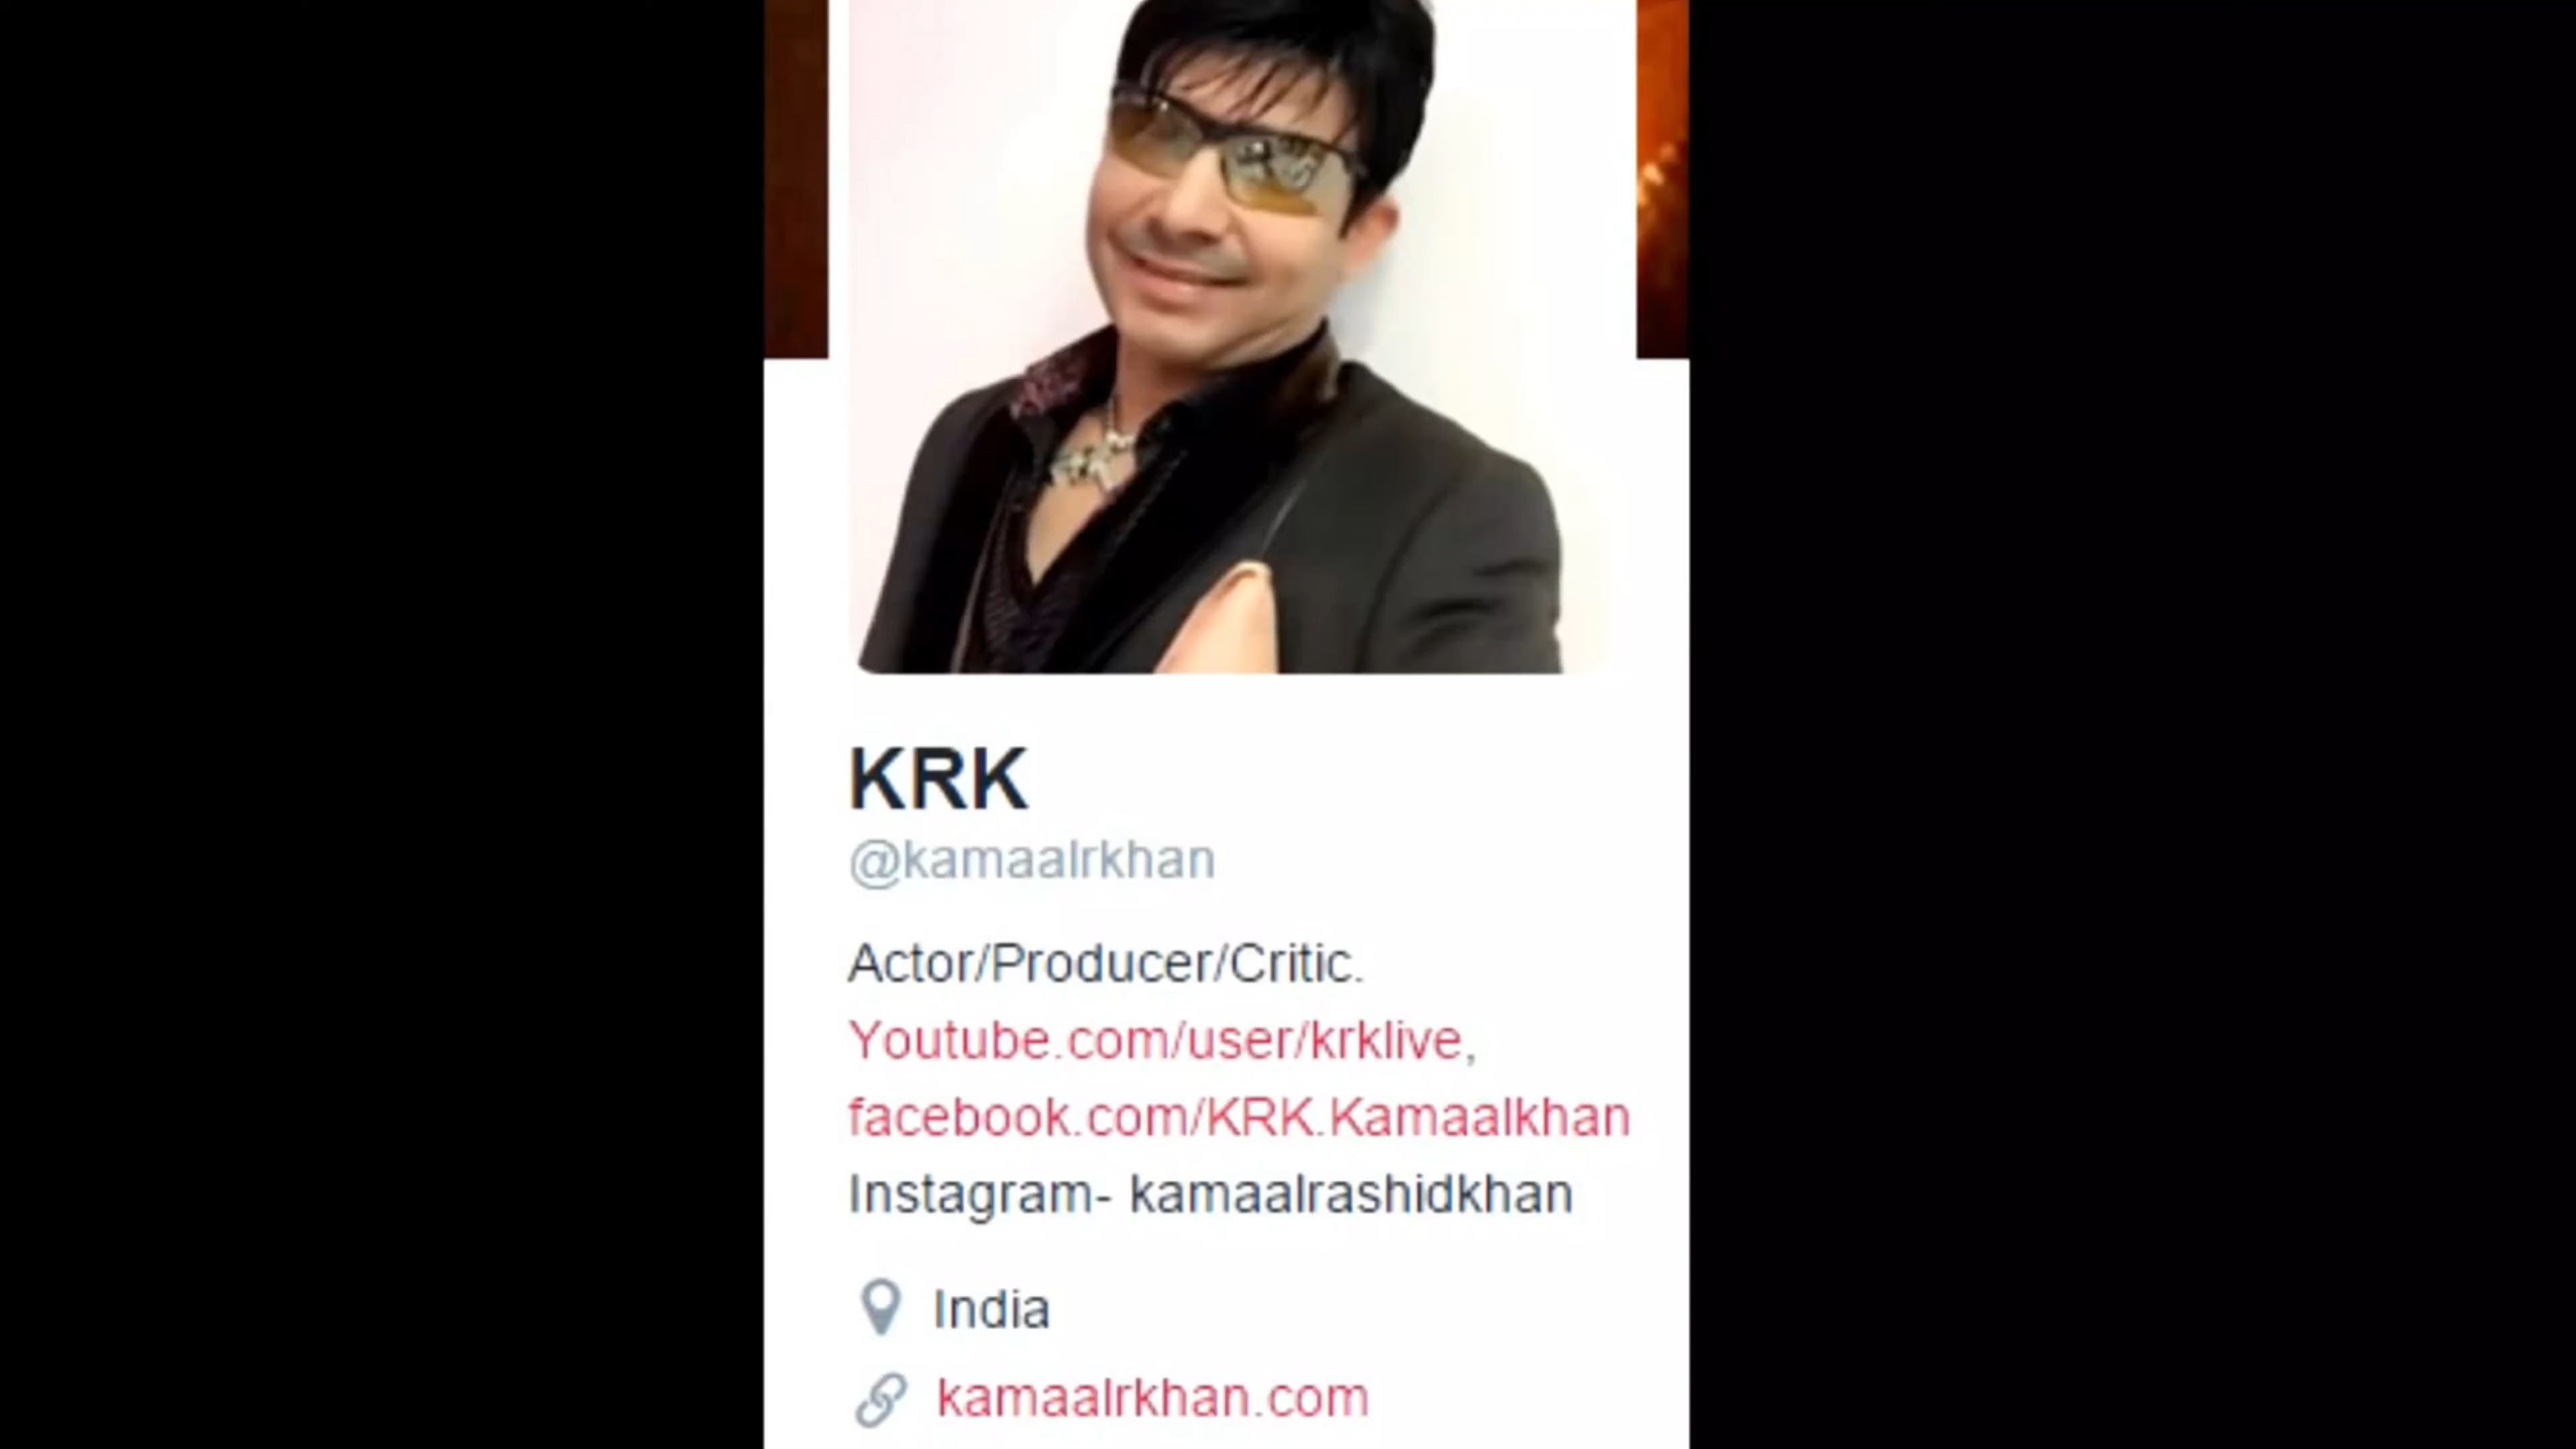 KRK
@kamaalrkhan
Actor/Producer/Critic.
Youtube.com/user/krklive,
facebook.com/KRK.Kamaalkhan
Instagram- kamaalrashidkhan
India
kamaalrkhan.com